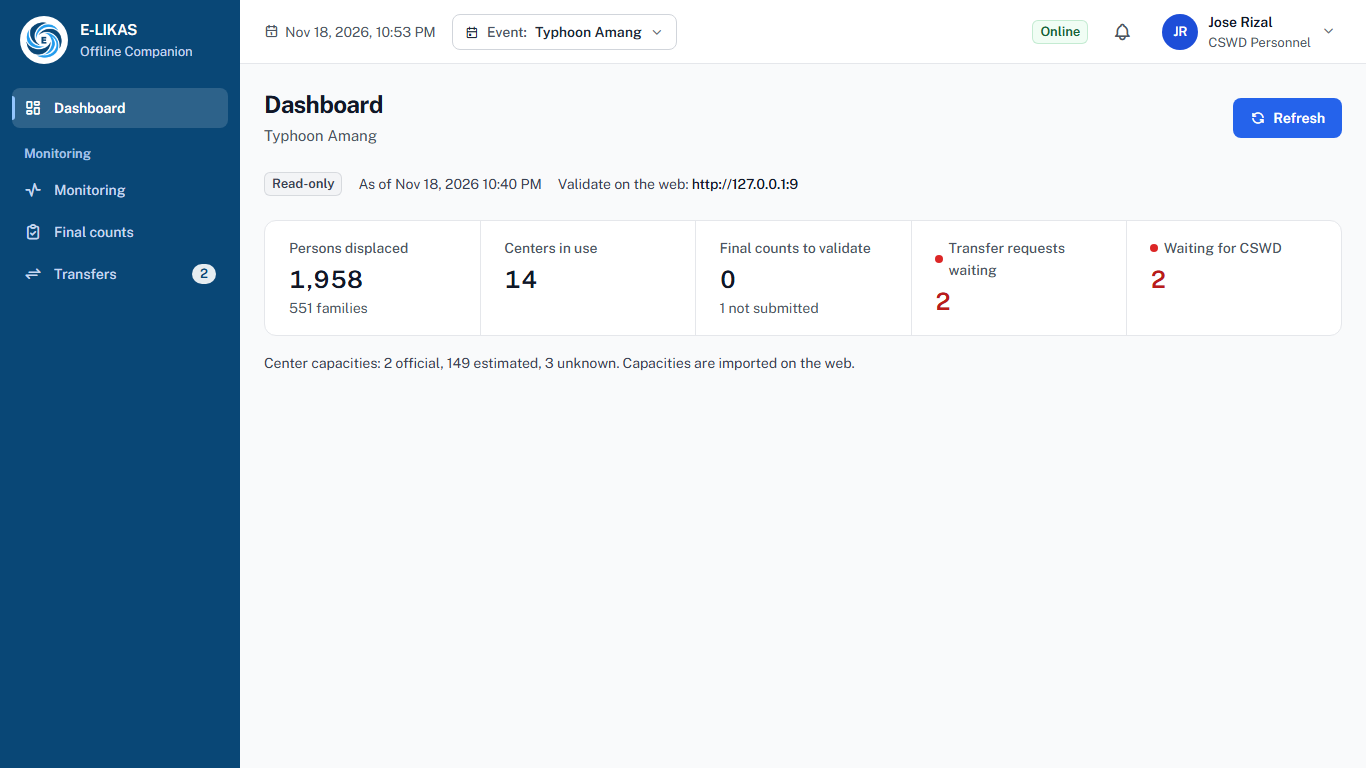 E-LIKAS
Offline Companion
Dashboard
Monitoring
Monitoring
Final counts
Transfers 2
Nov 18, 2026, 10:53 PM
Event: Typhoon Amang
Online
JR
Jose Rizal
CSWD Personnel
Dashboard
Typhoon Amang
Refresh
Read-only
As of Nov 18, 2026 10:40 PM
Validate on the web: http://127.0.0.1:9
Persons displaced
1,958
551 families
Centers in use
14
Final counts to validate
0
1 not submitted
Transfer requests
waiting
2
Waiting for CSWD
2
Center capacities: 2 official, 149 estimated, 3 unknown. Capacities are imported on the web.